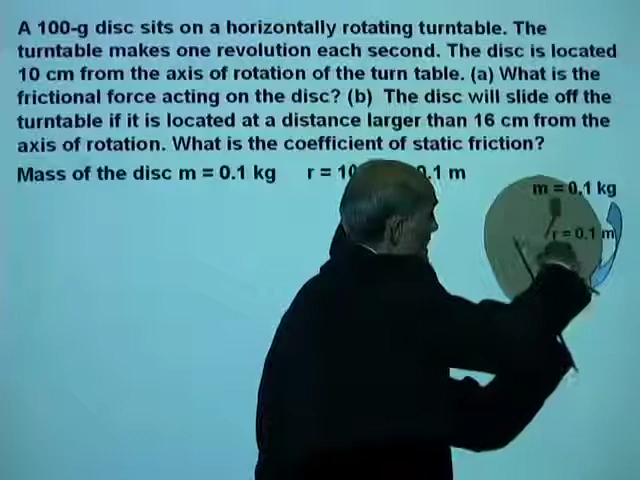 A 100-g disc sits on a horizontally rotating turntable. The
turntable makes one revolution each second. The disc is located
10 cm from the axis of rotation of the turn table. (a) What is the
frictional force acting on the disc? (b) The disc will slide off the
turntable if it is located at a distance larger than 16 cm from the
axis of rotation. What is the coefficient of static friction?
Mass of the disc m = 0.1 kg r = 10 .1 m
m = 0.1 kg
r = 0.1 m